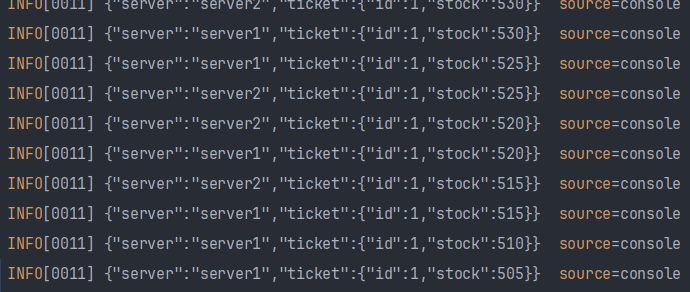 INFO[0011] {"server":"server2","ticket":{"id":1,"stock":530}}  source=console
INFO[0011] {"server":"server1","ticket":{"id":1,"stock":530}}  source=console
INFO[0011] {"server":"server1","ticket":{"id":1,"stock":525}}  source=console
INFO[0011] {"server":"server2","ticket":{"id":1,"stock":525}}  source=console
INFO[0011] {"server":"server2","ticket":{"id":1,"stock":520}}  source=console
INFO[0011] {"server":"server1","ticket":{"id":1,"stock":520}}  source=console
INFO[0011] {"server":"server2","ticket":{"id":1,"stock":515}}  source=console
INFO[0011] {"server":"server1","ticket":{"id":1,"stock":515}}  source=console
INFO[0011] {"server":"server1","ticket":{"id":1,"stock":510}}  source=console
INFO[0011] {"server":"server1","ticket":{"id":1,"stock":505}}  source=console